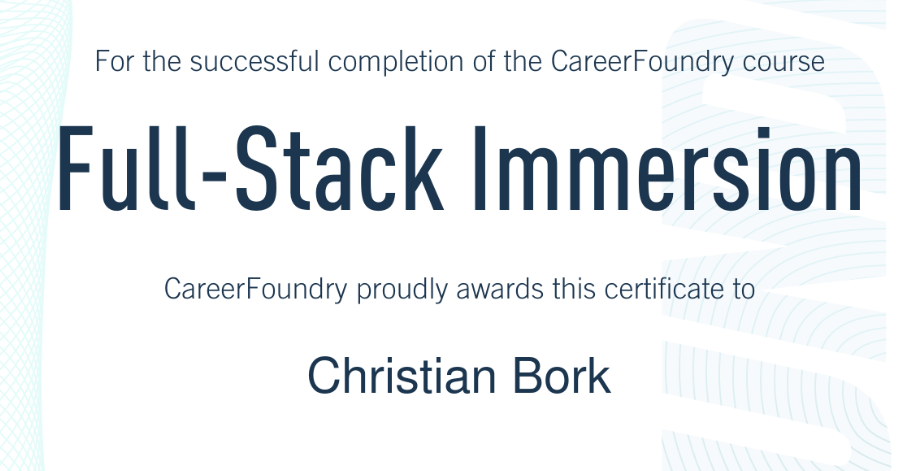 For the successful completion of the CareerFoundry course
Full-Stack Immersion
CareerFoundry proudly awards this certificate to
Christian Bork